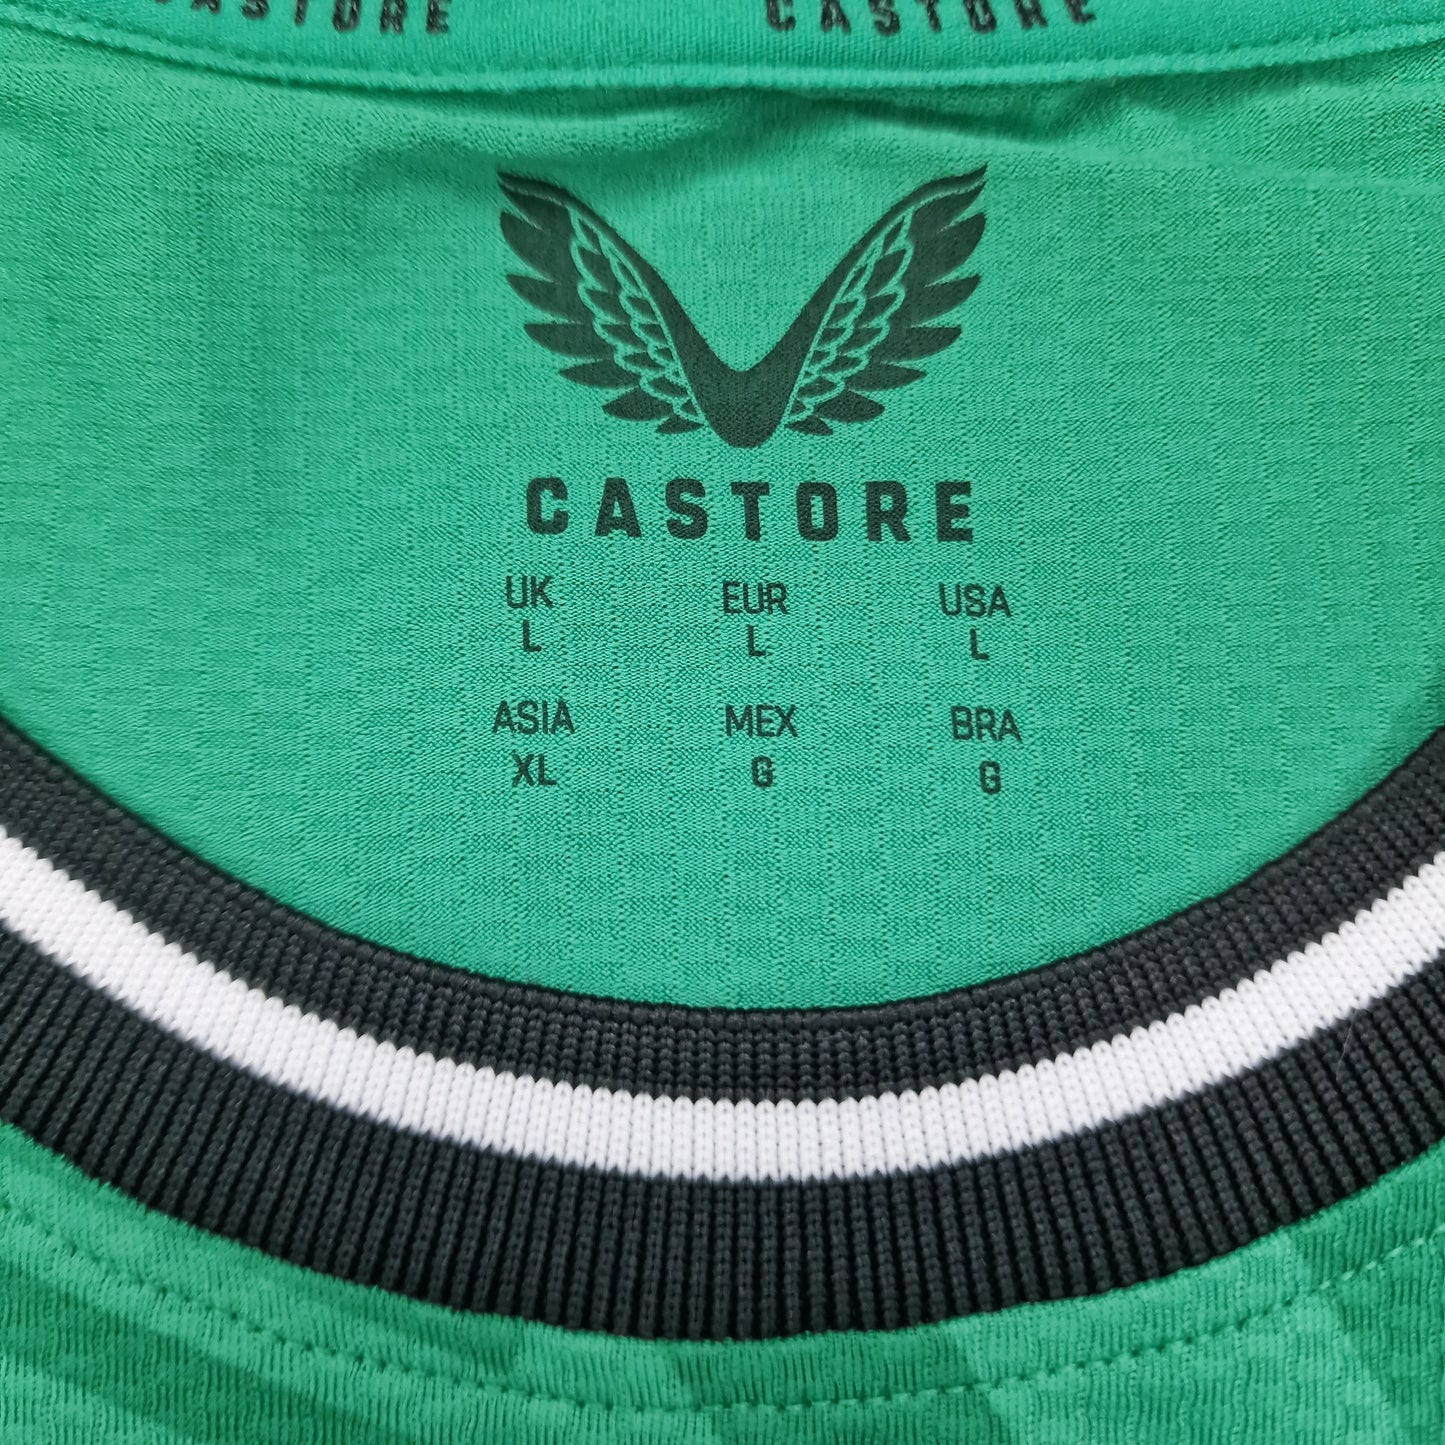 CASTORE CASTORE
CASTORE
UK EUR USA
L L L
ASIA MEX BRA
XL G G